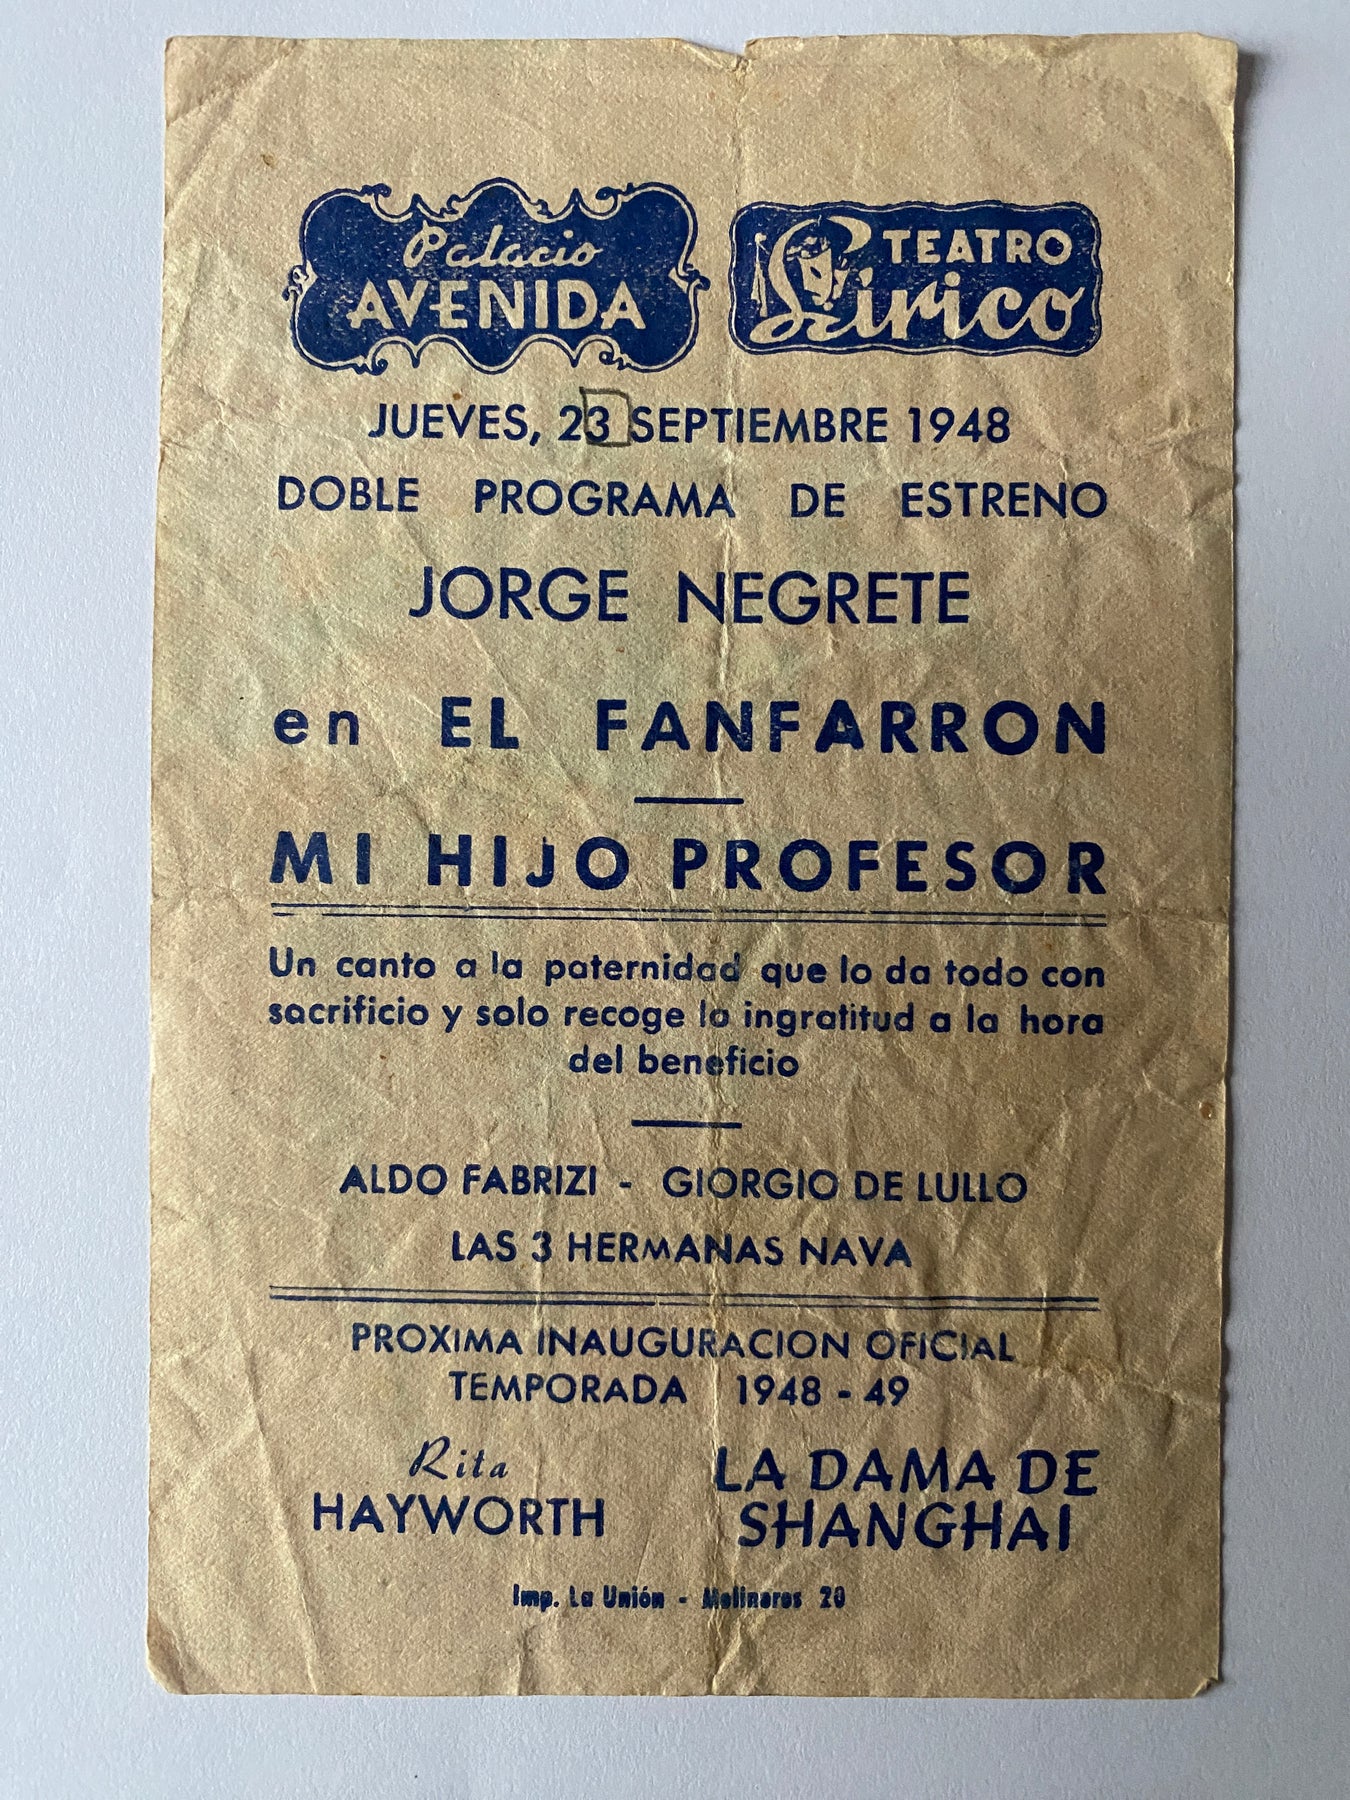 Palacio
AVENIDA
TEATRO
Lírico
JUEVES, 23 SEPTIEMBRE 1948
DOBLE PROGRAMA DE ESTRENO
JORGE NEGRETE
en EL FANFARRON
MI HIJO PROFESOR
Un canto a la paternidad que lo da todo con
sacrificio y solo recoge la ingratitud a la hora
del beneficio
ALDO FABRIZI - GIORGIO DE LULLO
LAS 3 HERMANAS NAVA
PROXIMA INAUGURACION OFICIAL
TEMPORADA 1948 - 49
Rita
HAYWORTH
LA DAMA DE
SHANGHAI
Imp. La Unión - Molineros 20